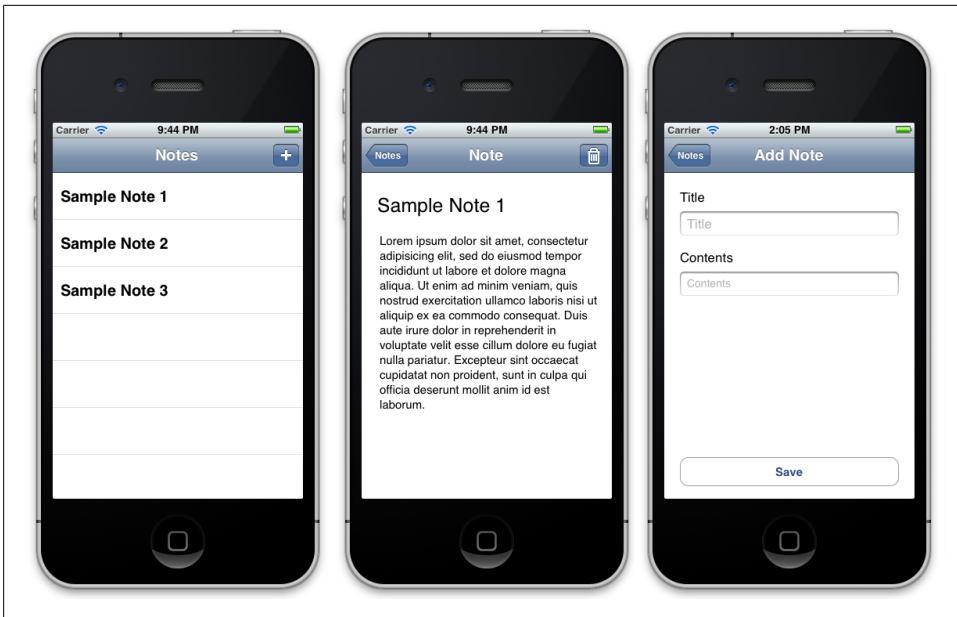 Carrier 9:44 PM
Notes +
Sample Note 1
Sample Note 2
Sample Note 3
Carrier 9:44 PM
Notes Note
Sample Note 1
Lorem ipsum dolor sit amet, consectetur
adipisicing elit, sed do eiusmod tempor
incididunt ut labore et dolore magna
aliqua. Ut enim ad minim veniam, quis
nostrud exercitation ullamco laboris nisi ut
aliquip ex ea commodo consequat. Duis
aute irure dolor in reprehenderit in
voluptate velit esse cillum dolore eu fugiat
nulla pariatur. Excepteur sint occaecat
cupidatat non proident, sunt in culpa qui
officia deserunt mollit anim id est
laborum.
Carrier 2:05 PM
Notes Add Note
Title
Title
Contents
Contents
Save